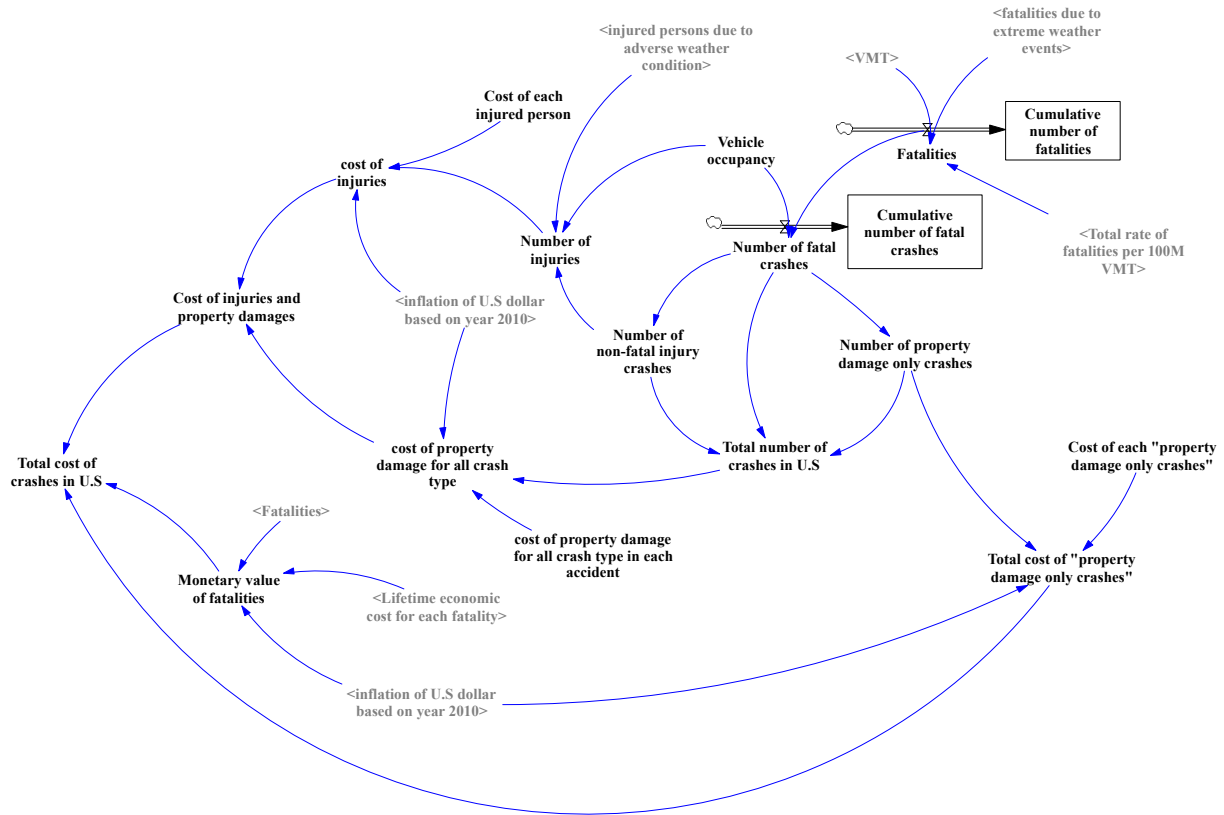 <fatalities due to
extreme weather
events>
<injured persons due to
adverse weather
condition>
<VMT>
Cost of each
injured person
Cumulative
number of
fatalities
Vehicle
occupancy
Fatalities
cost of
injuries
Cumulative
number of fatal
crashes
Number of
injuries
Number of fatal
crashes
<Total rate of
fatalities per 100M
VMT>
Cost of injuries and
property damages
<inflation of U.S dollar
based on year 2010>
Number of
non-fatal injury
crashes
Number of property
damage only crashes
Total cost of
crashes in U.S
cost of property
damage for all crash
type
Total number of
crashes in U.S
Cost of each "property
damage only crashes"
<Fatalities>
cost of property damage
for all crash type in each
accident
Total cost of "property
damage only crashes"
Monetary value
of fatalities
<Lifetime economic
cost for each fatality>
<inflation of U.S dollar
based on year 2010>